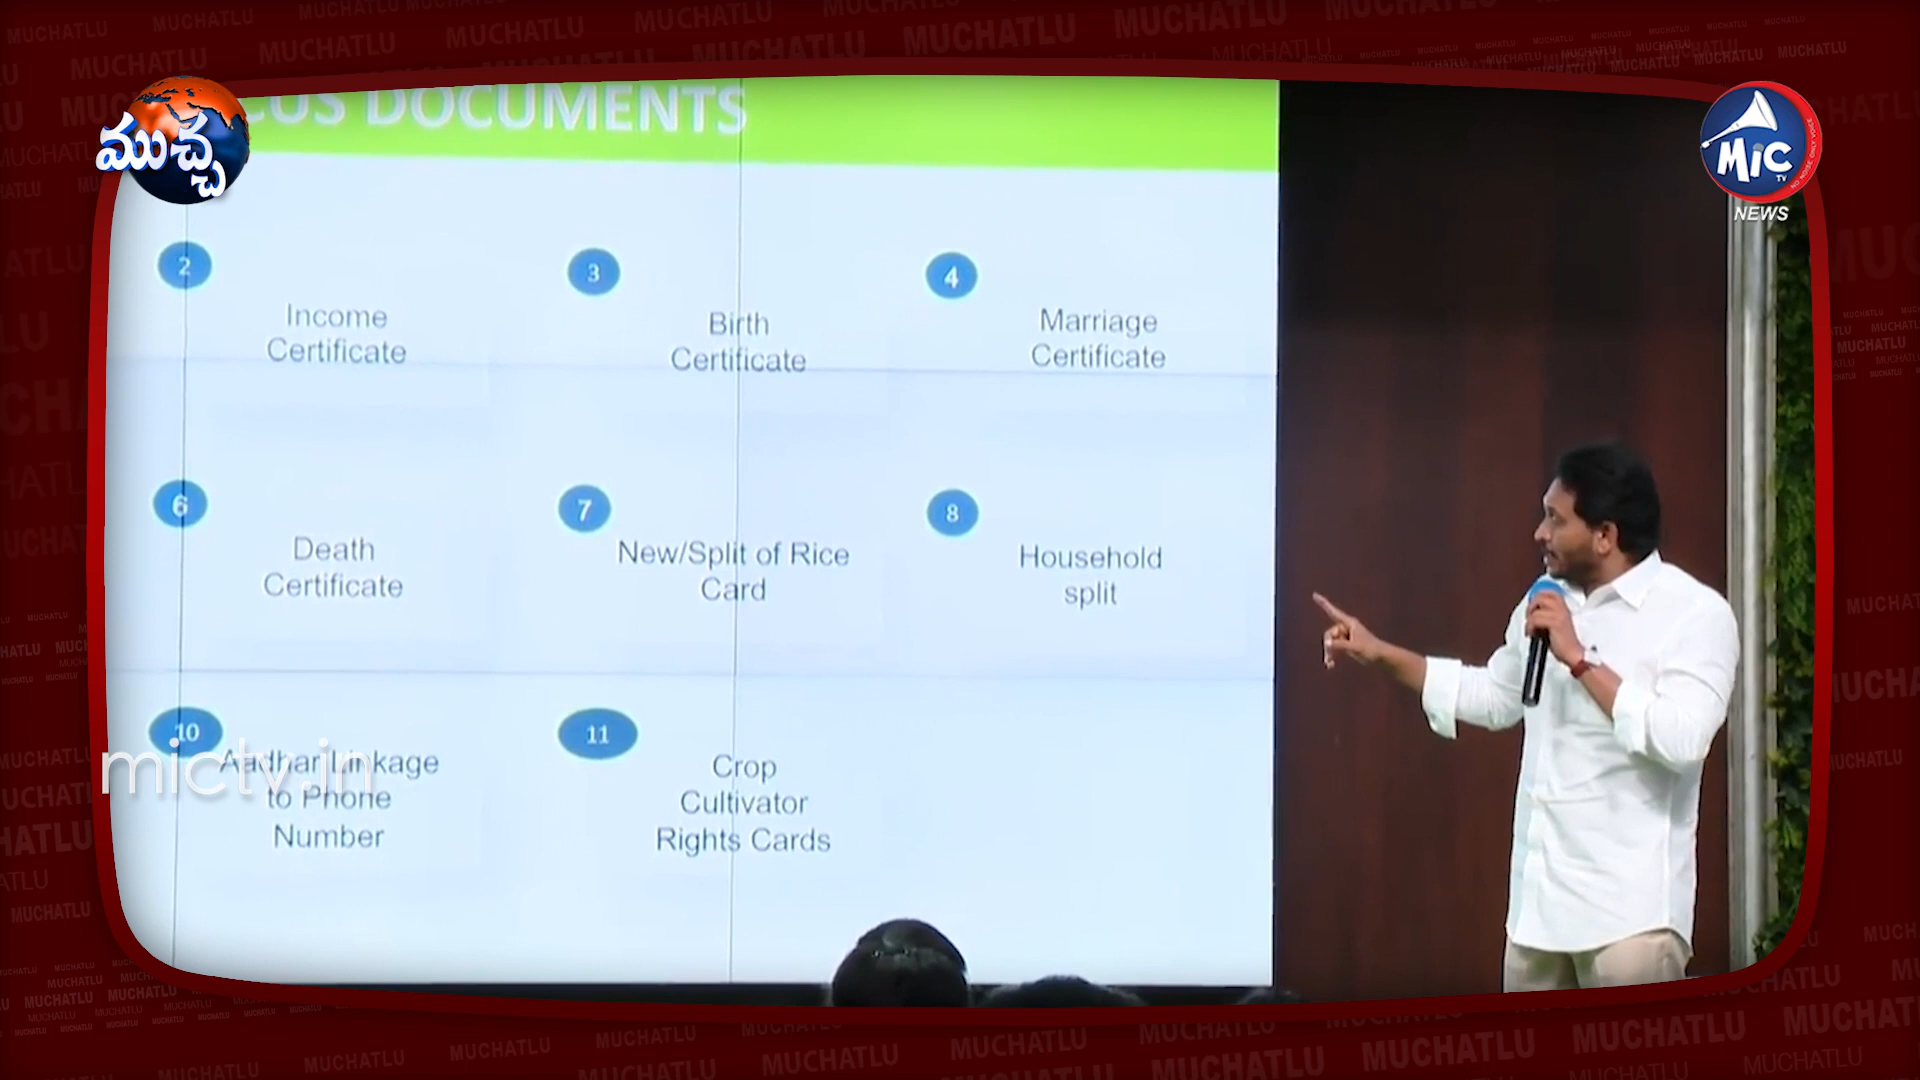 CUS DOCUMENTS
ముచ్చ
MiC
TV
NEWS
2
Income
Certificate
3
Birth
Certificate
4
Marriage
Certificate
6
Death
Certificate
7
New/Split of Rice
Card
8
Household
split
10
Aadhar Linkage
to Phone
Number
11
Crop
Cultivator
Rights Cards
mictv.in
MUCHATLU